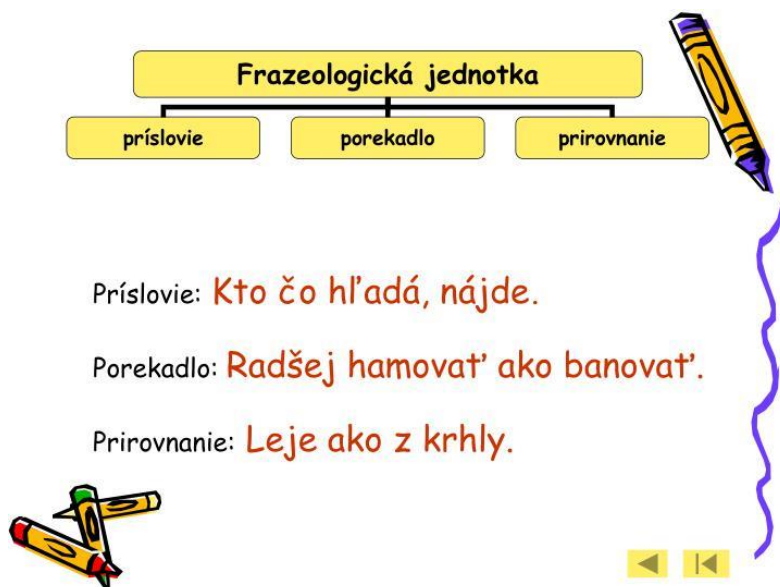 Frazeologická jednotka
príslovie porekadlo prirovnanie
Príslovie: Kto čo hľadá, nájde.
Porekadlo: Radšej hamovať ako banovať.
Prirovnanie: Leje ako z krhly.